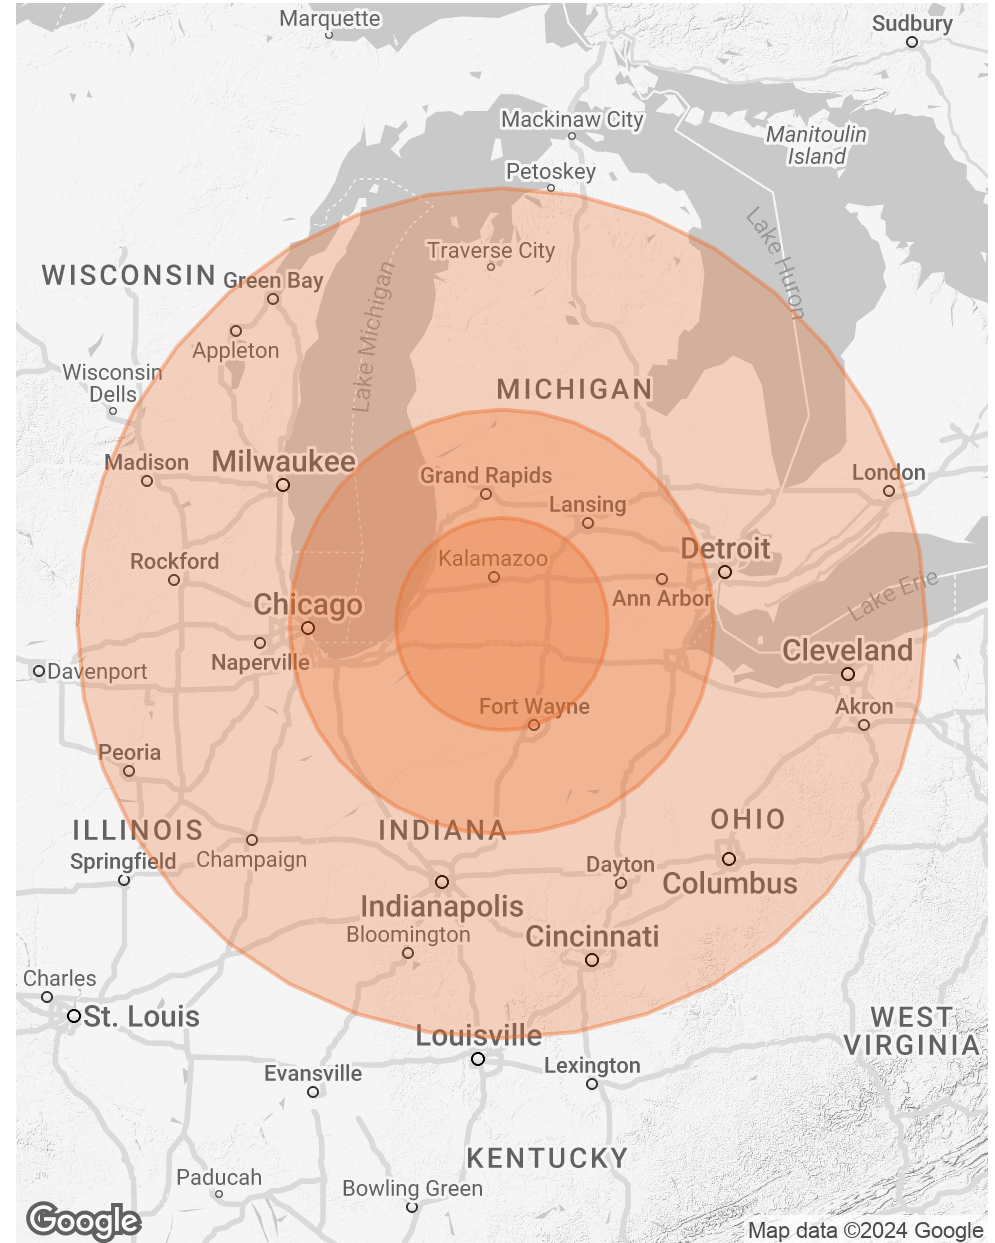 Marquette
Sudbury
Mackinaw City
Manitoulin
Island
Petoskey
Lake Huron
Traverse City
WISCONSIN
Green Bay
Lake Michigan
Appleton
Wisconsin
Dells
MICHIGAN
Madison
Milwaukee
Grand Rapids
London
Lansing
Detroit
Rockford
Kalamazoo
Lake Erie
Ann Arbor
Chicago
Naperville
Cleveland
Davenport
Fort Wayne
Akron
Peoria
OHIO
ILLINOIS
INDIANA
Springfield
Champaign
Dayton
Columbus
Indianapolis
Bloomington
Cincinnati
Charles
St. Louis
WEST
VIRGINIA
Louisville
Lexington
Evansville
KENTUCKY
Paducah
Bowling Green
Google
Map data ©2024 Google